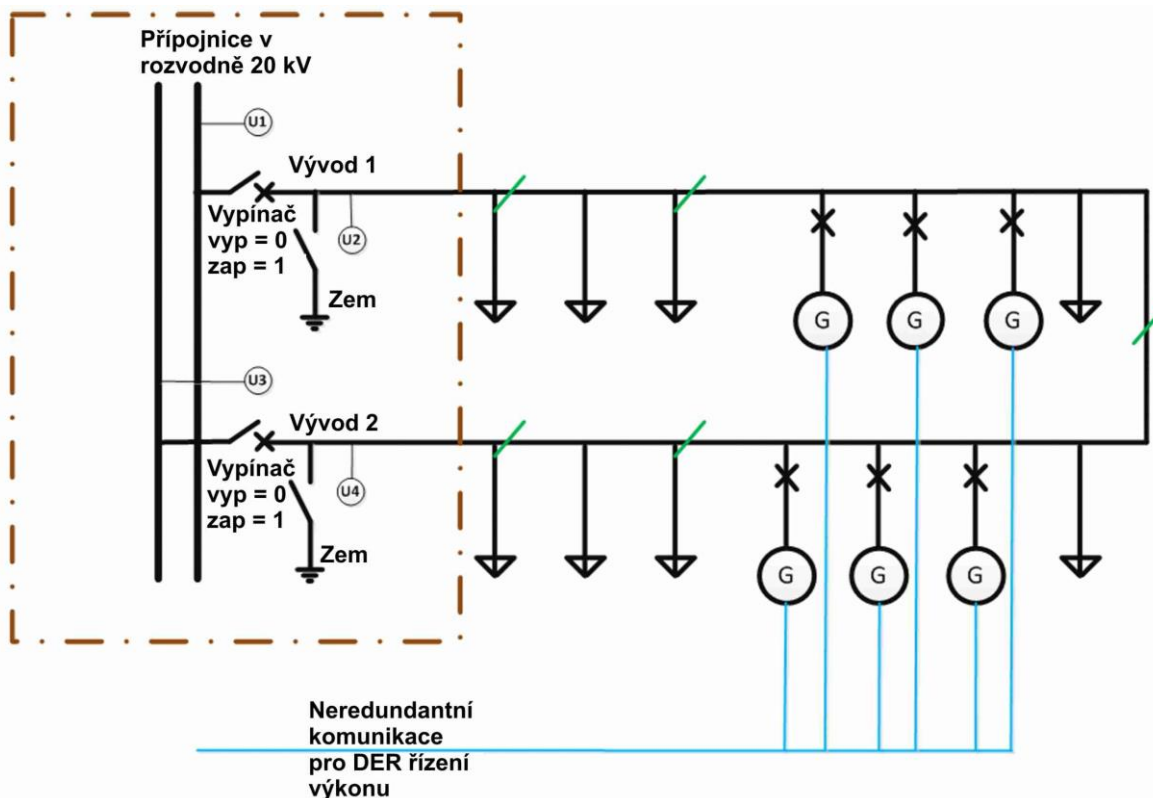 Přípojnice v
rozvodně 20 kV
U1
Vývod 1
Vypínač
vyp = 0
zap = 1
U2
Zem
G
G
G
U3
Vývod 2
Vypínač
vyp = 0
zap = 1
U4
Zem
G
G
G
Neredundantní
komunikace
pro DER řízení
výkonu